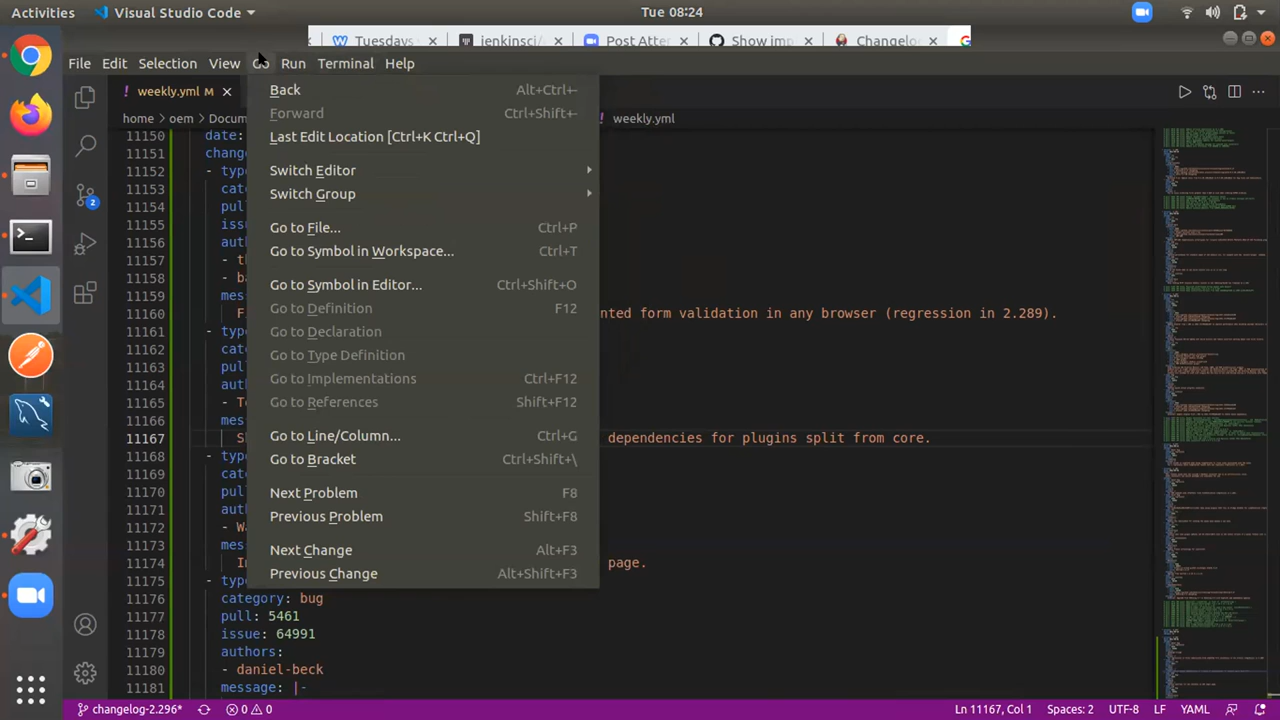 Activities
Visual Studio Code
Tue 08:24
Tuesdays
jenkinsci/
Post Atter
Show imp
Changelo
File Edit Selection View Go Run Terminal Help
weekly.yml M
home oem Docum weekly.yml
Back Alt+Ctrl+-
Forward Ctrl+Shift+-
Last Edit Location [Ctrl+K Ctrl+Q]
Switch Editor
Switch Group
Go to File... Ctrl+P
Go to Symbol in Workspace... Ctrl+T
Go to Symbol in Editor... Ctrl+Shift+O
Go to Definition F12
Go to Declaration
Go to Type Definition
Go to Implementations Ctrl+F12
Go to References Shift+F12
Go to Line/Column... Ctrl+G
Go to Bracket Ctrl+Shift+\
Next Problem F8
Previous Problem Shift+F8
Next Change Alt+F3
Previous Change Alt+Shift+F3
11150 date:
11151 chang
11152 - typ
11153 cat
11154 pul
11155 iss
11156 aut
11157 - t
11158 - ba
11159 mes
11160 F nted form validation in any browser (regression in 2.289).
11161 - typ
11162 cat
11163 pul
11164 aut
11165 - T
11166 mes
11167 S dependencies for plugins split from core.
11168 - typ
11169 cat
11170 pul
11171 aut
11172 - W
11173 mes
11174 I page.
11175 - typ
11176 category: bug
11177 poll: 5461
11178 issue: 64991
11179 authors:
11180 - daniel-beck
11181 message: |-
2
changelog-2.296*
0 0
Ln 11167, Col 1
Spaces: 2
UTF-8
LF
YAML